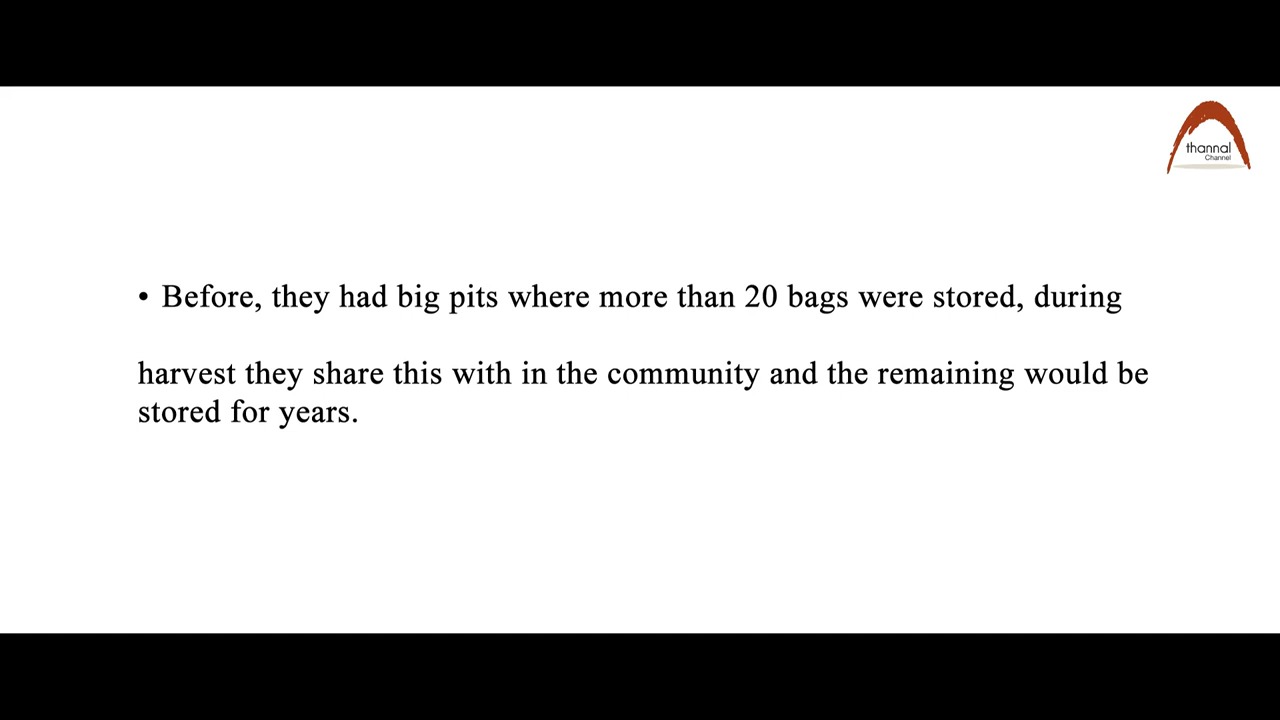 thannal
Channel
• Before, they had big pits where more than 20 bags were stored, during
harvest they share this with in the community and the remaining would be
stored for years.